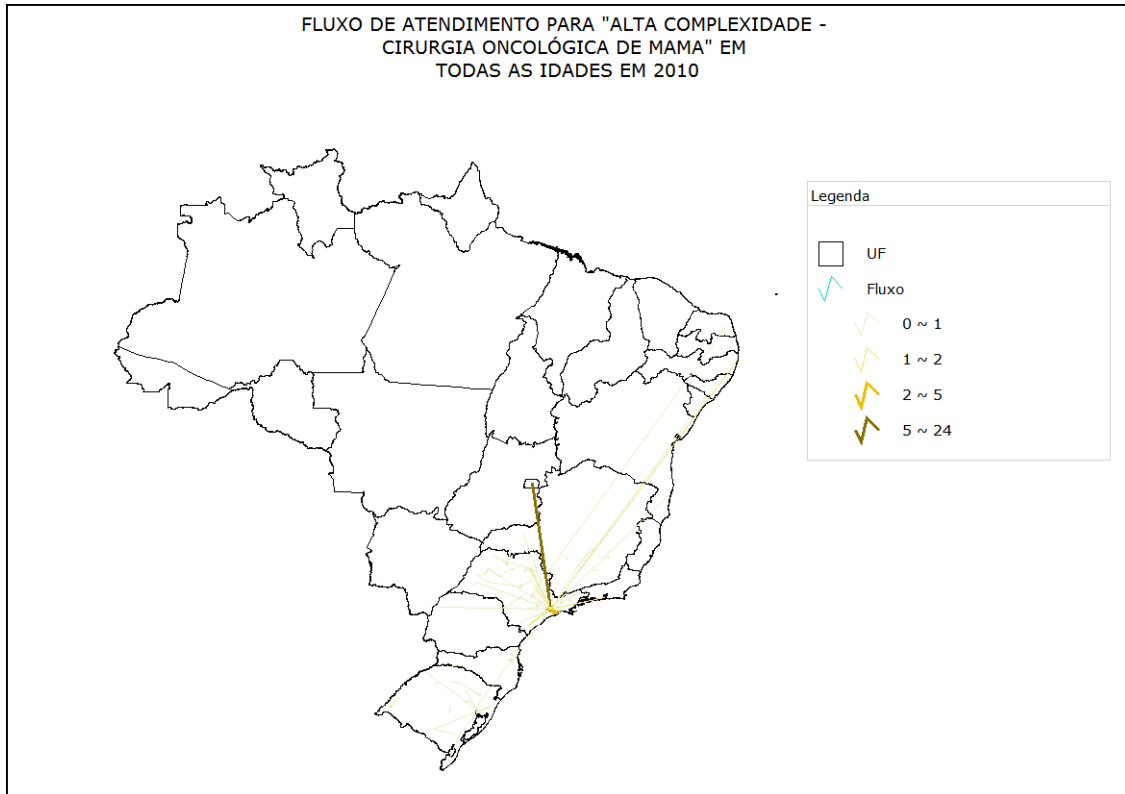 FLUXO DE ATENDIMENTO PARA "ALTA COMPLEXIDADE -
CIRURGIA ONCOLÓGICA DE MAMA" EM
TODAS AS IDADES EM 2010
Legenda
UF
Fluxo
0 ~ 1
1 ~ 2
2 ~ 5
5 ~ 24